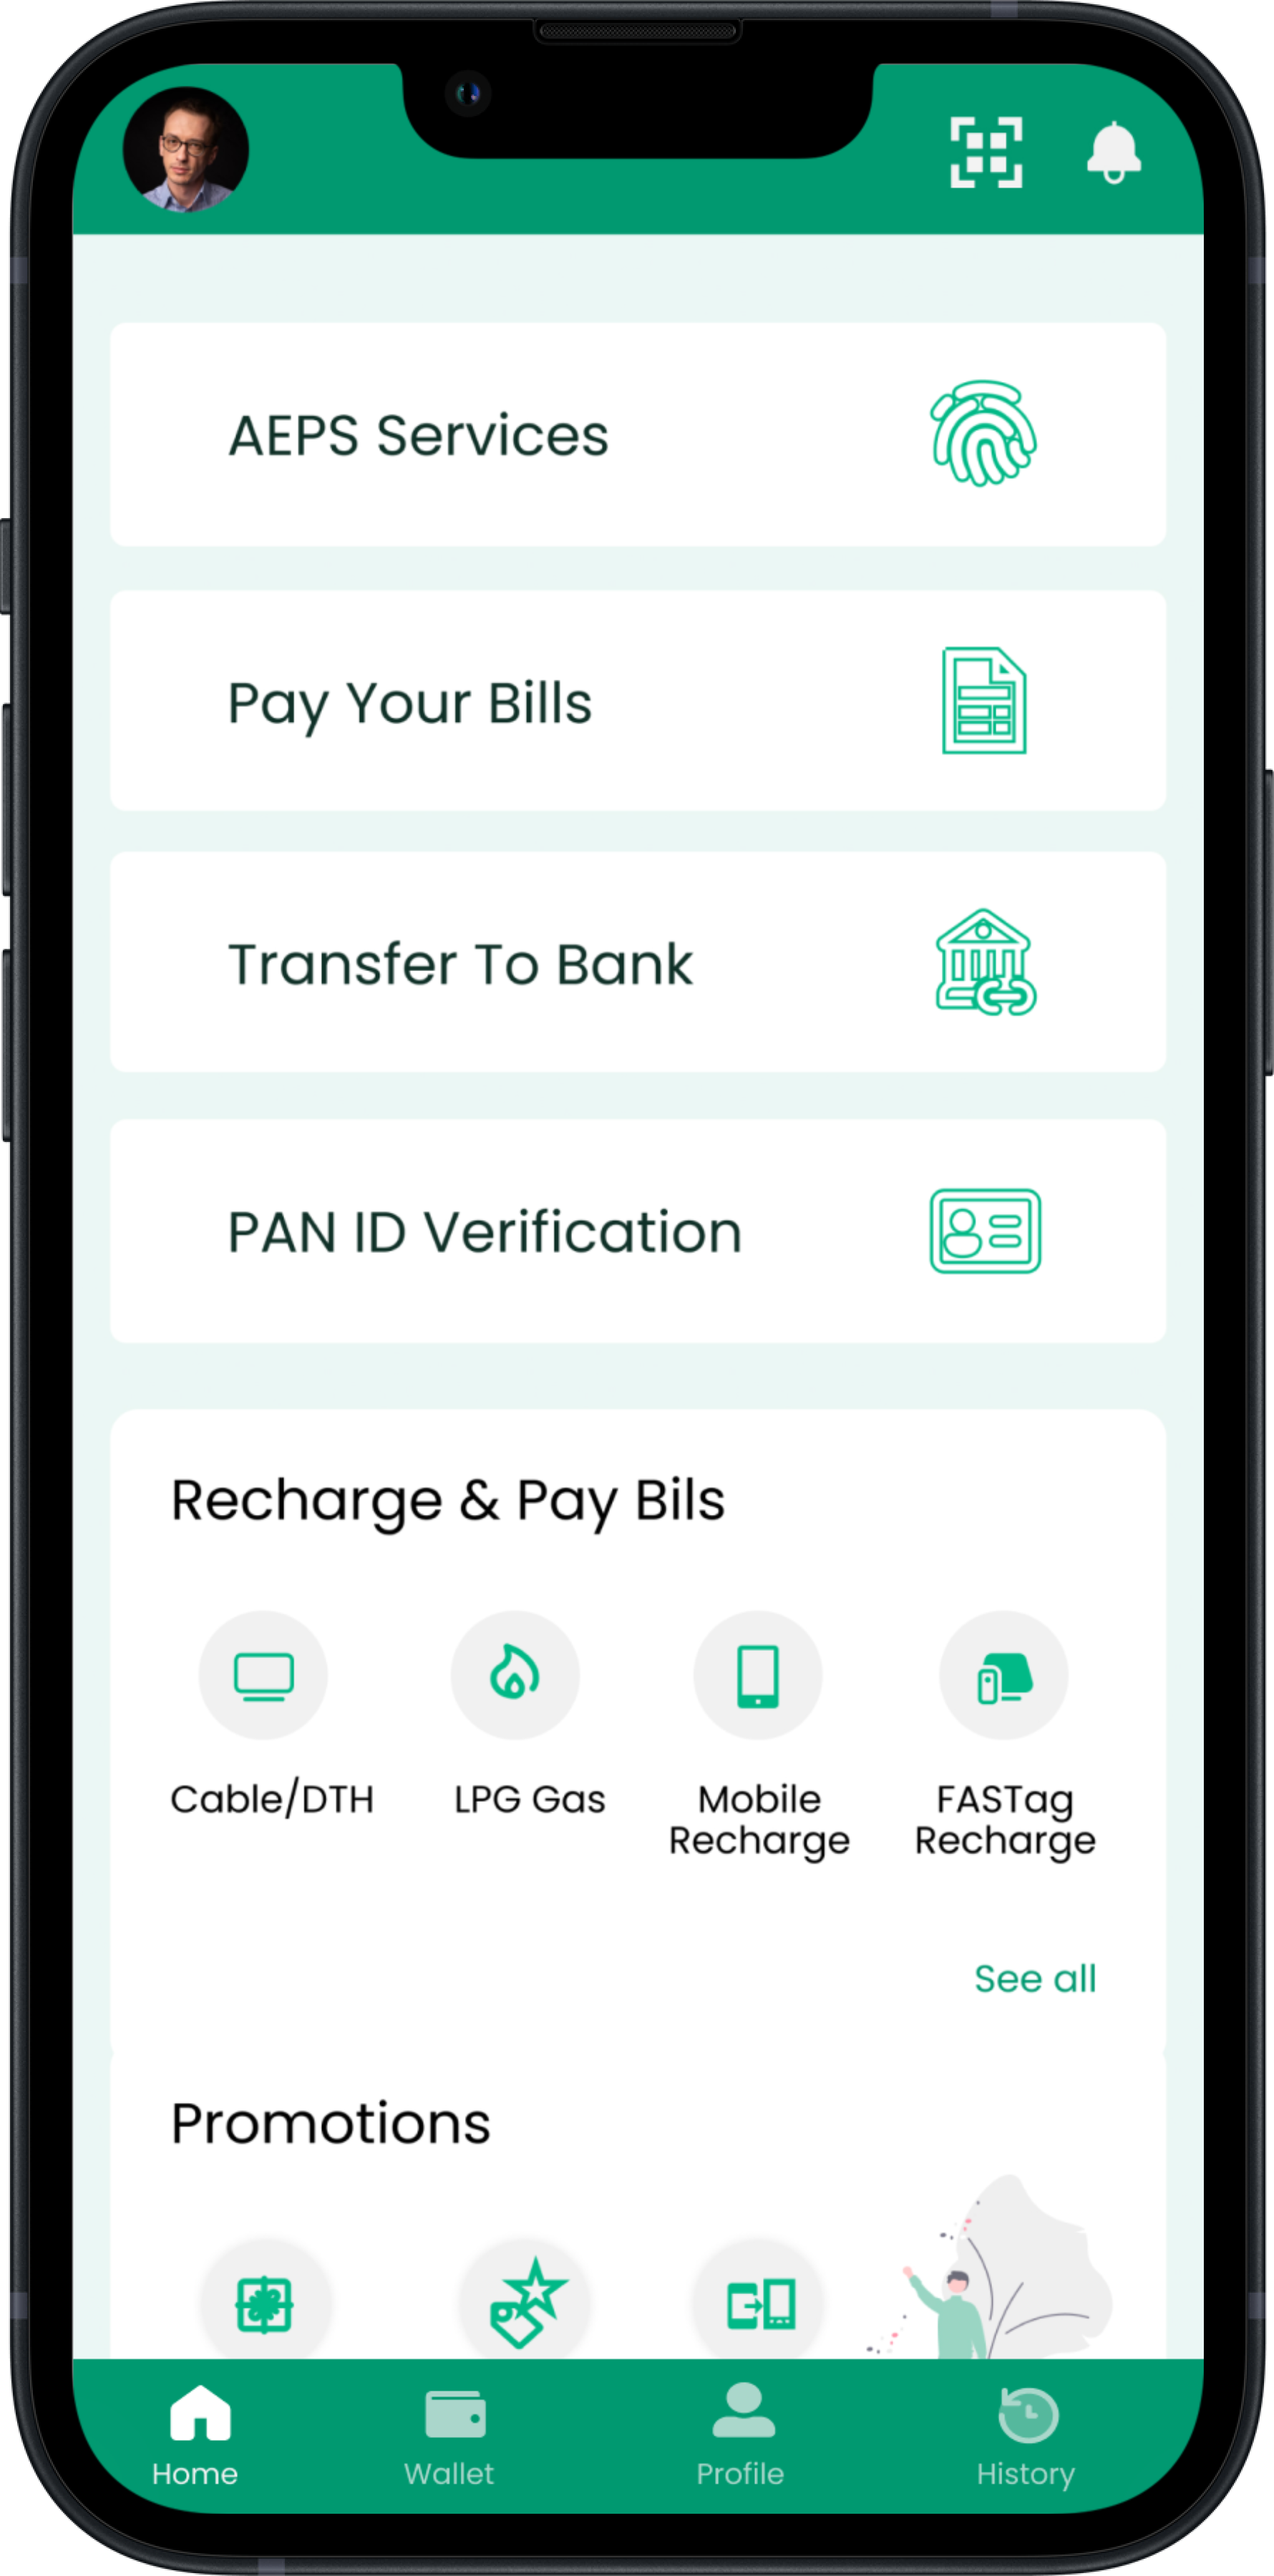 AEPS Services
Pay Your Bills
Transfer To Bank
PAN ID Verification
Recharge & Pay Bils
Cable/DTH
LPG Gas
Mobile
Recharge
FASTag
Recharge
See all
Promotions
Home
Wallet
Profile
History